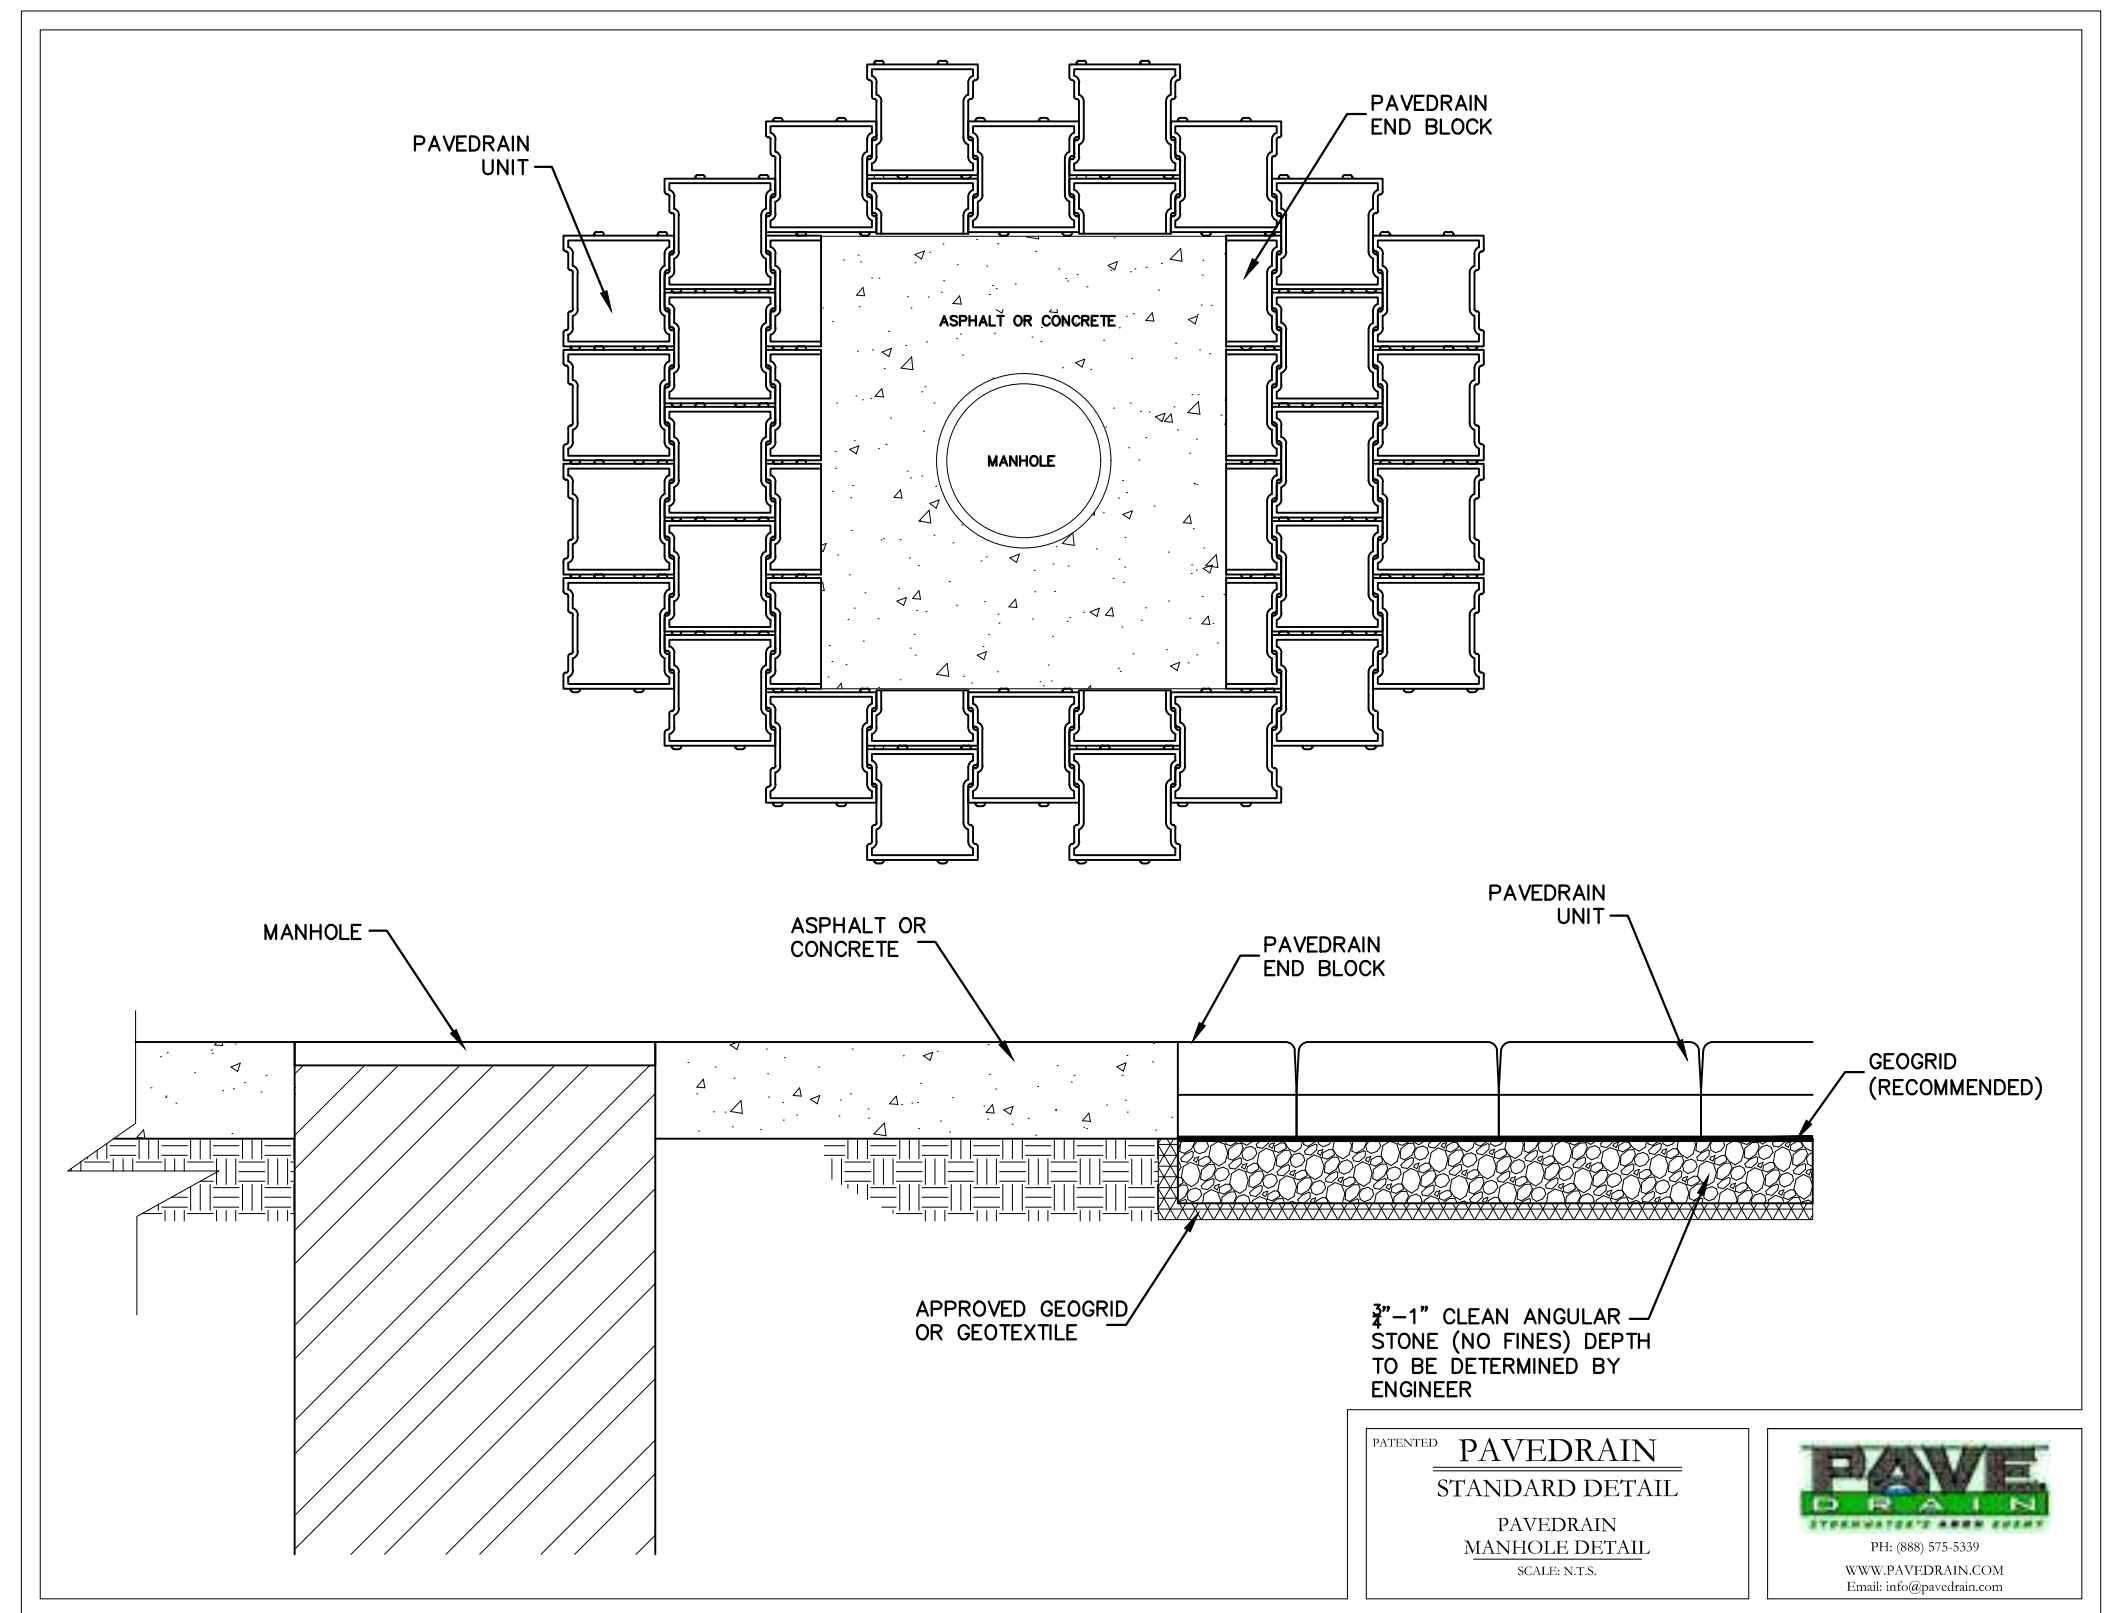 PAVEDRAIN
UNIT
PAVEDRAIN
END BLOCK
ASPHALT OR CONCRETE
MANHOLE
MANHOLE
ASPHALT OR
CONCRETE
PAVEDRAIN
END BLOCK
PAVEDRAIN
UNIT
GEOGRID
(RECOMMENDED)
APPROVED GEOGRID
OR GEOTEXTILE
¾"-1" CLEAN ANGULAR
STONE (NO FINES) DEPTH
TO BE DETERMINED BY
ENGINEER
PATENTED PAVEDRAIN
STANDARD DETAIL
PAVEDRAIN
MANHOLE DETAIL
SCALE: N.T.S.
PAVE
DRAIN
STORMWATER'S ARCH ENEMY
PH: (888) 575-5339
WWW.PAVEDRAIN.COM
Email: info@pavedrain.com